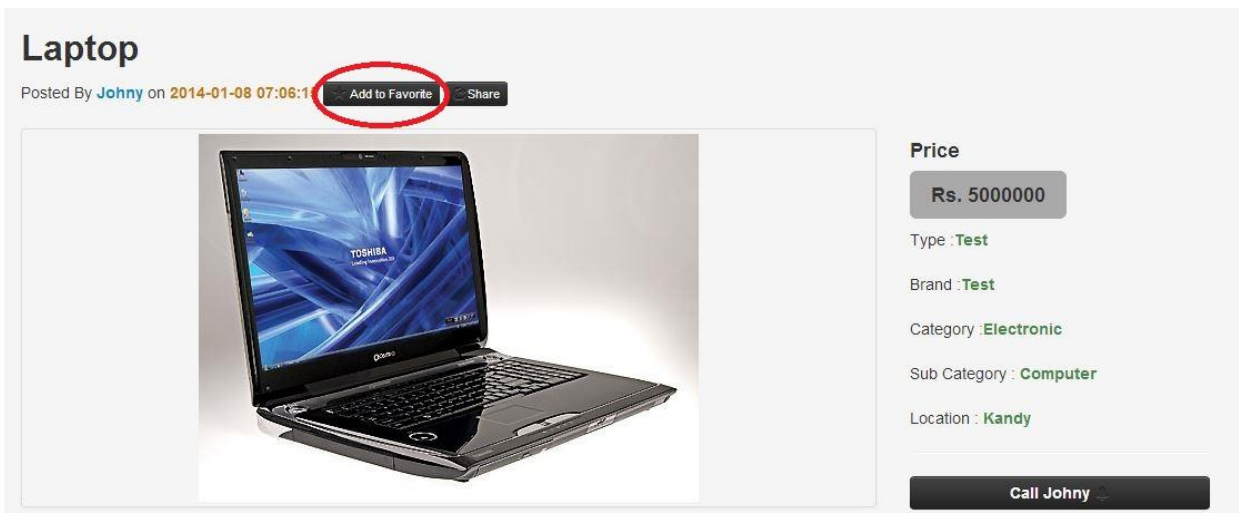 Laptop
Posted By Johny on 2014-01-08 07:06:1 Add to Favorite Share
TOSHIBA
Price
Rs. 5000000
Type :Test
Brand :Test
Category :Electronic
Sub Category : Computer
Location : Kandy
Call Johny